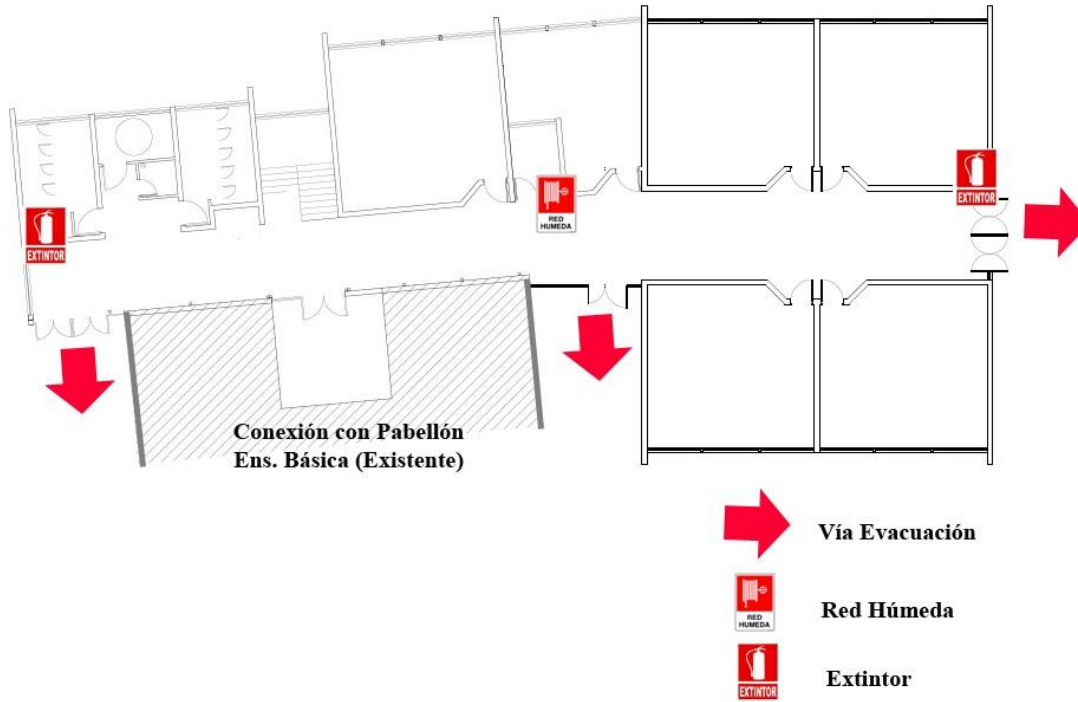 EXTINTOR
RED
HUMEDA
EXTINTOR
Conexión con Pabellón
Ens. Básica (Existente)
Vía Evacuación
RED
HUMEDA
Red Húmeda
EXTINTOR
Extintor